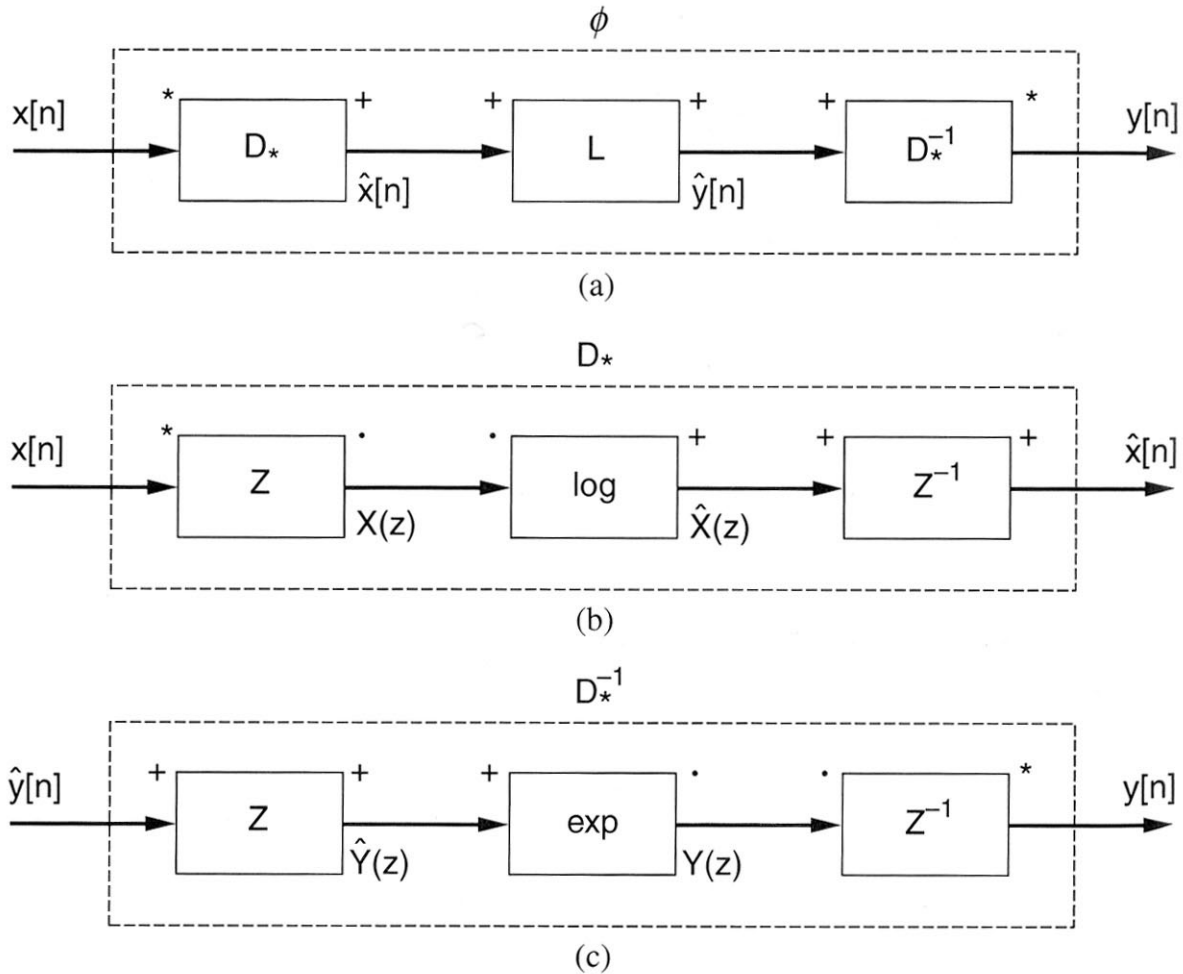 ϕ
* + + + + *
x[n] D* L D*⁻¹ y[n]
x̂[n] ŷ[n]
(a)
D*
* · · + + +
x[n] Z log Z⁻¹ x̂[n]
X(z) X̂(z)
(b)
D*⁻¹
+ + + · · *
ŷ[n] Z exp Z⁻¹ y[n]
Ŷ(z) Y(z)
(c)